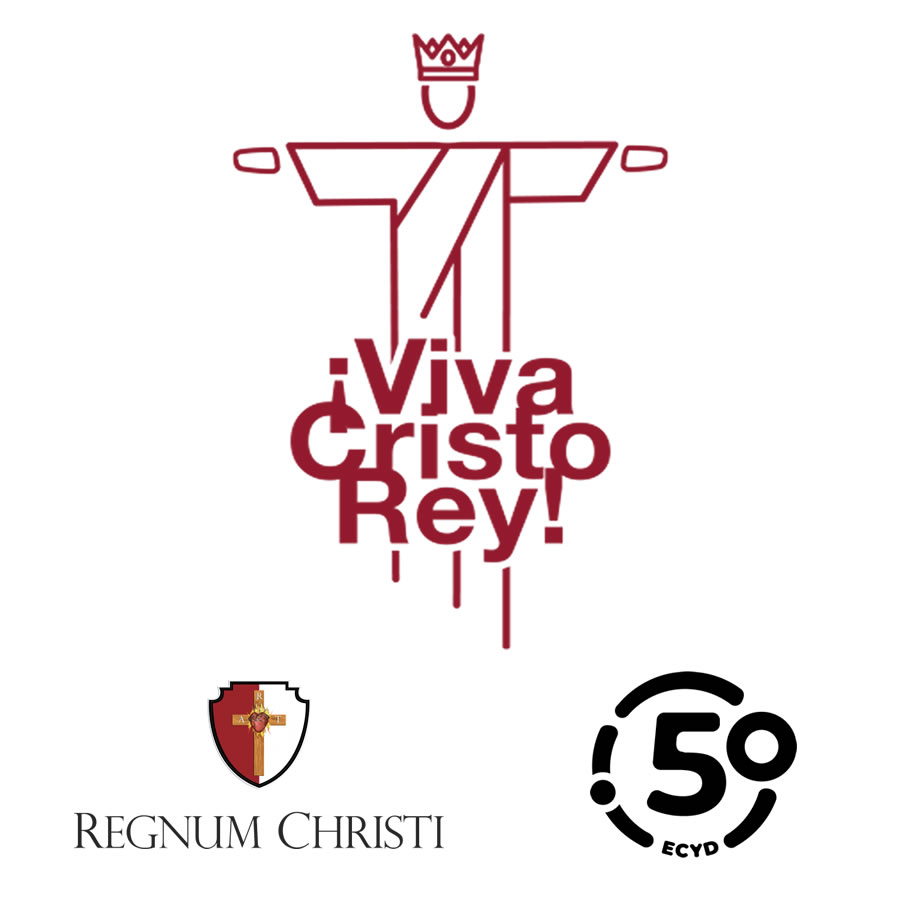 ¡Viva
Cristo
Rey!
REGNUM CHRISTI
50
ECYD